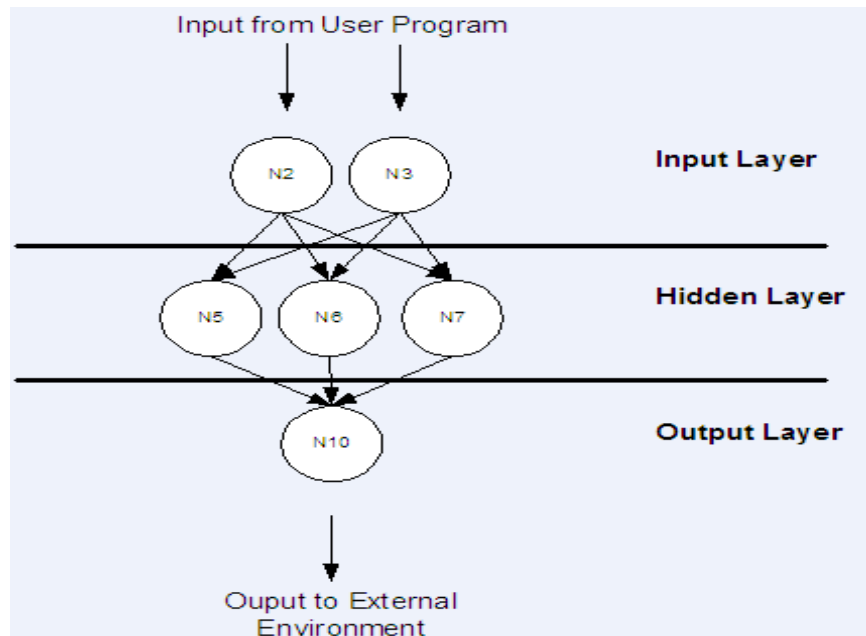 Input from User Program
N2 N3
Input Layer
N5 N6 N7
Hidden Layer
N10
Output Layer
Ouput to External
Environment